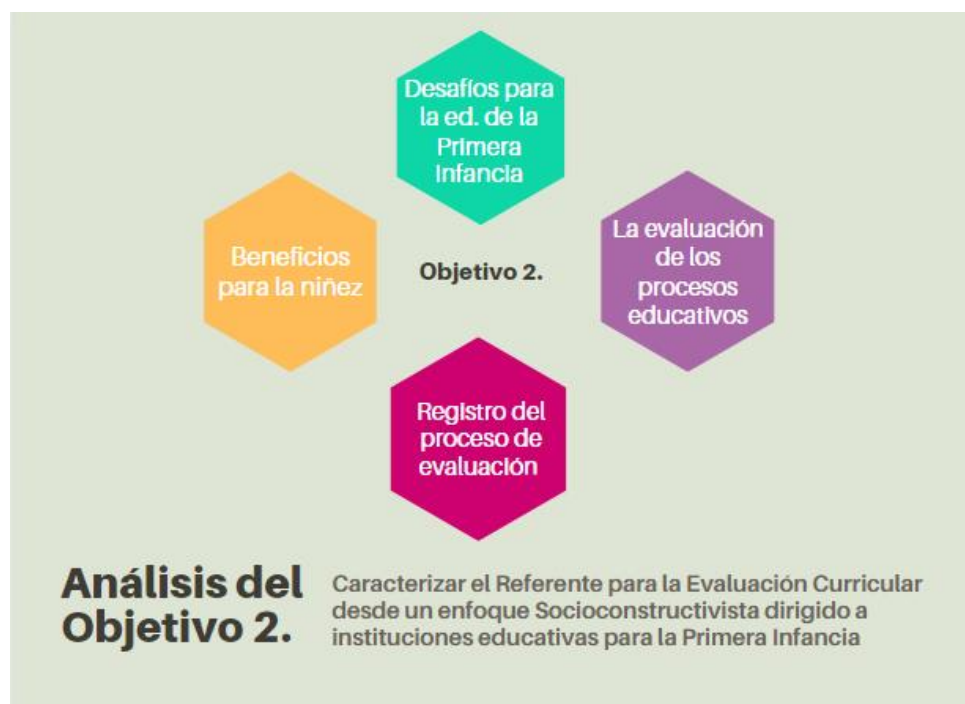 Desafíos para
la ed. de la
Primera
Infancia
Beneficios
para la niñez
Objetivo 2.
La evaluación
de los
procesos
educativos
Registro del
proceso de
evaluación
Análisis del
Objetivo 2.
Caracterizar el Referente para la Evaluación Curricular
desde un enfoque Socioconstructivista dirigido a
instituciones educativas para la Primera Infancia